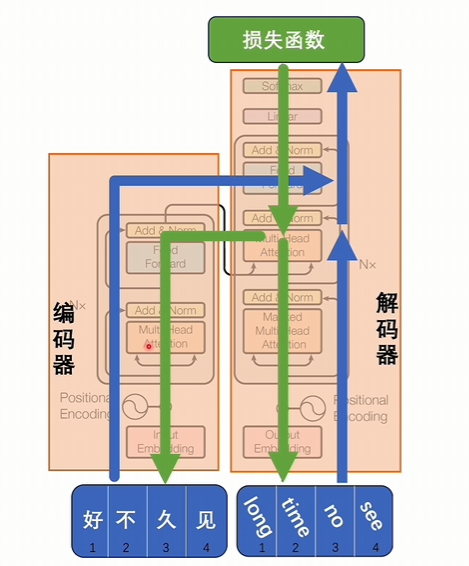 损失函数
Softmax
Linear
Add & Norm
Feed
Forward
Add & Norm
Multi-Head
Attention
N×
Add & Norm
Masked
Multi-Head
Attention
解码器
Positional
Encoding
Output
Embedding
Add & Norm
Feed
Forward
N×
编码器
Add & Norm
Multi-Head
Attention
Positional
Encoding
Input
Embedding
好 不 久 见
1 2 3 4
long time no see
1 2 3 4